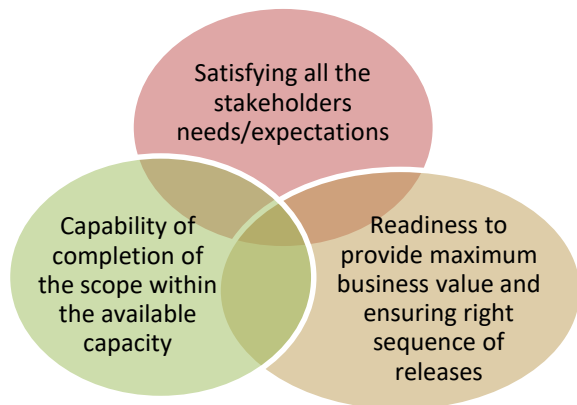 Satisfying all the
stakeholders
needs/expectations
Capability of
completion of
the scope within
the available
capacity
Readiness to
provide maximum
business value and
ensuring right
sequence of
releases